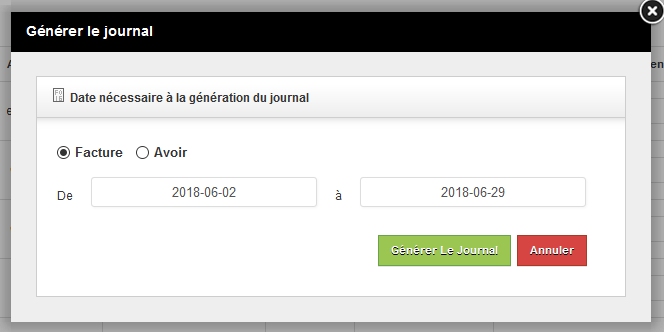 Générer le journal
Date nécessaire à la génération du journal
Facture Avoir
De 2018-06-02 à 2018-06-29
Générer Le Journal Annuler